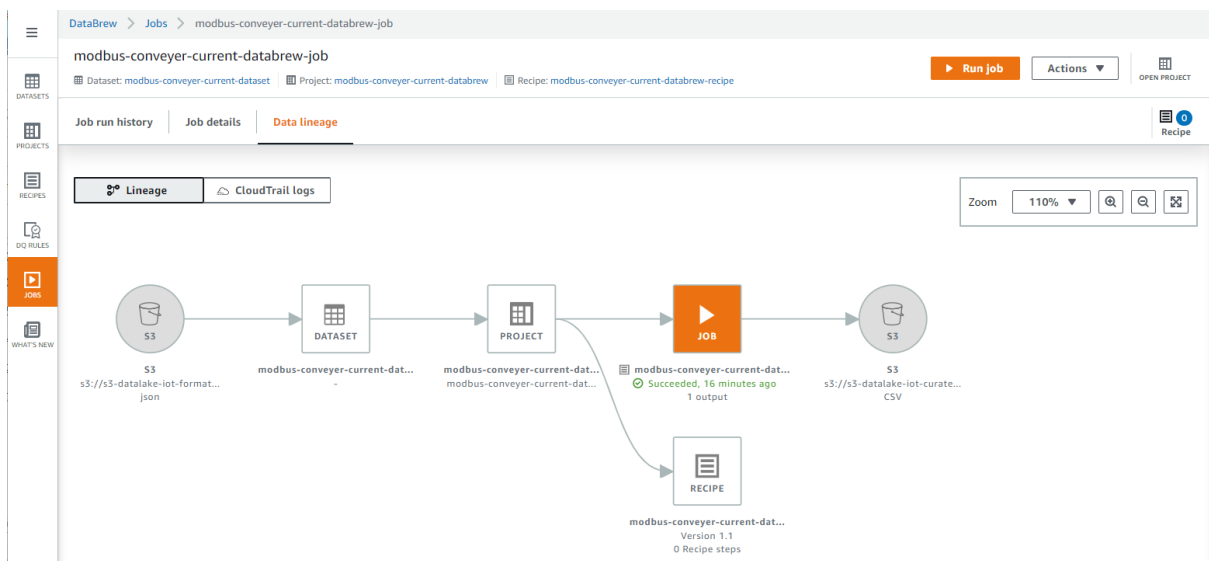 DataBrew > Jobs > modbus-conveyer-current-databrew-job
modbus-conveyer-current-databrew-job
Dataset: modbus-conveyer-current-dataset Project: modbus-conveyer-current-databrew Recipe: modbus-conveyer-current-databrew-recipe
Run job
Actions
OPEN PROJECT
DATASETS
PROJECTS
RECIPES
DQ RULES
JOBS
WHAT'S NEW
Job run history Job details Data lineage
0
Recipe
Lineage CloudTrail logs
Zoom 110%
S3
DATASET
PROJECT
JOB
S3
S3
s3://s3-datalake-iot-format...
json
modbus-conveyer-current-dat...
-
modbus-conveyer-current-dat...
modbus-conveyer-current-dat...
modbus-conveyer-current-dat...
Succeeded, 16 minutes ago
1 output
S3
s3://s3-datalake-iot-curate...
CSV
RECIPE
modbus-conveyer-current-dat...
Version 1.1
0 Recipe steps